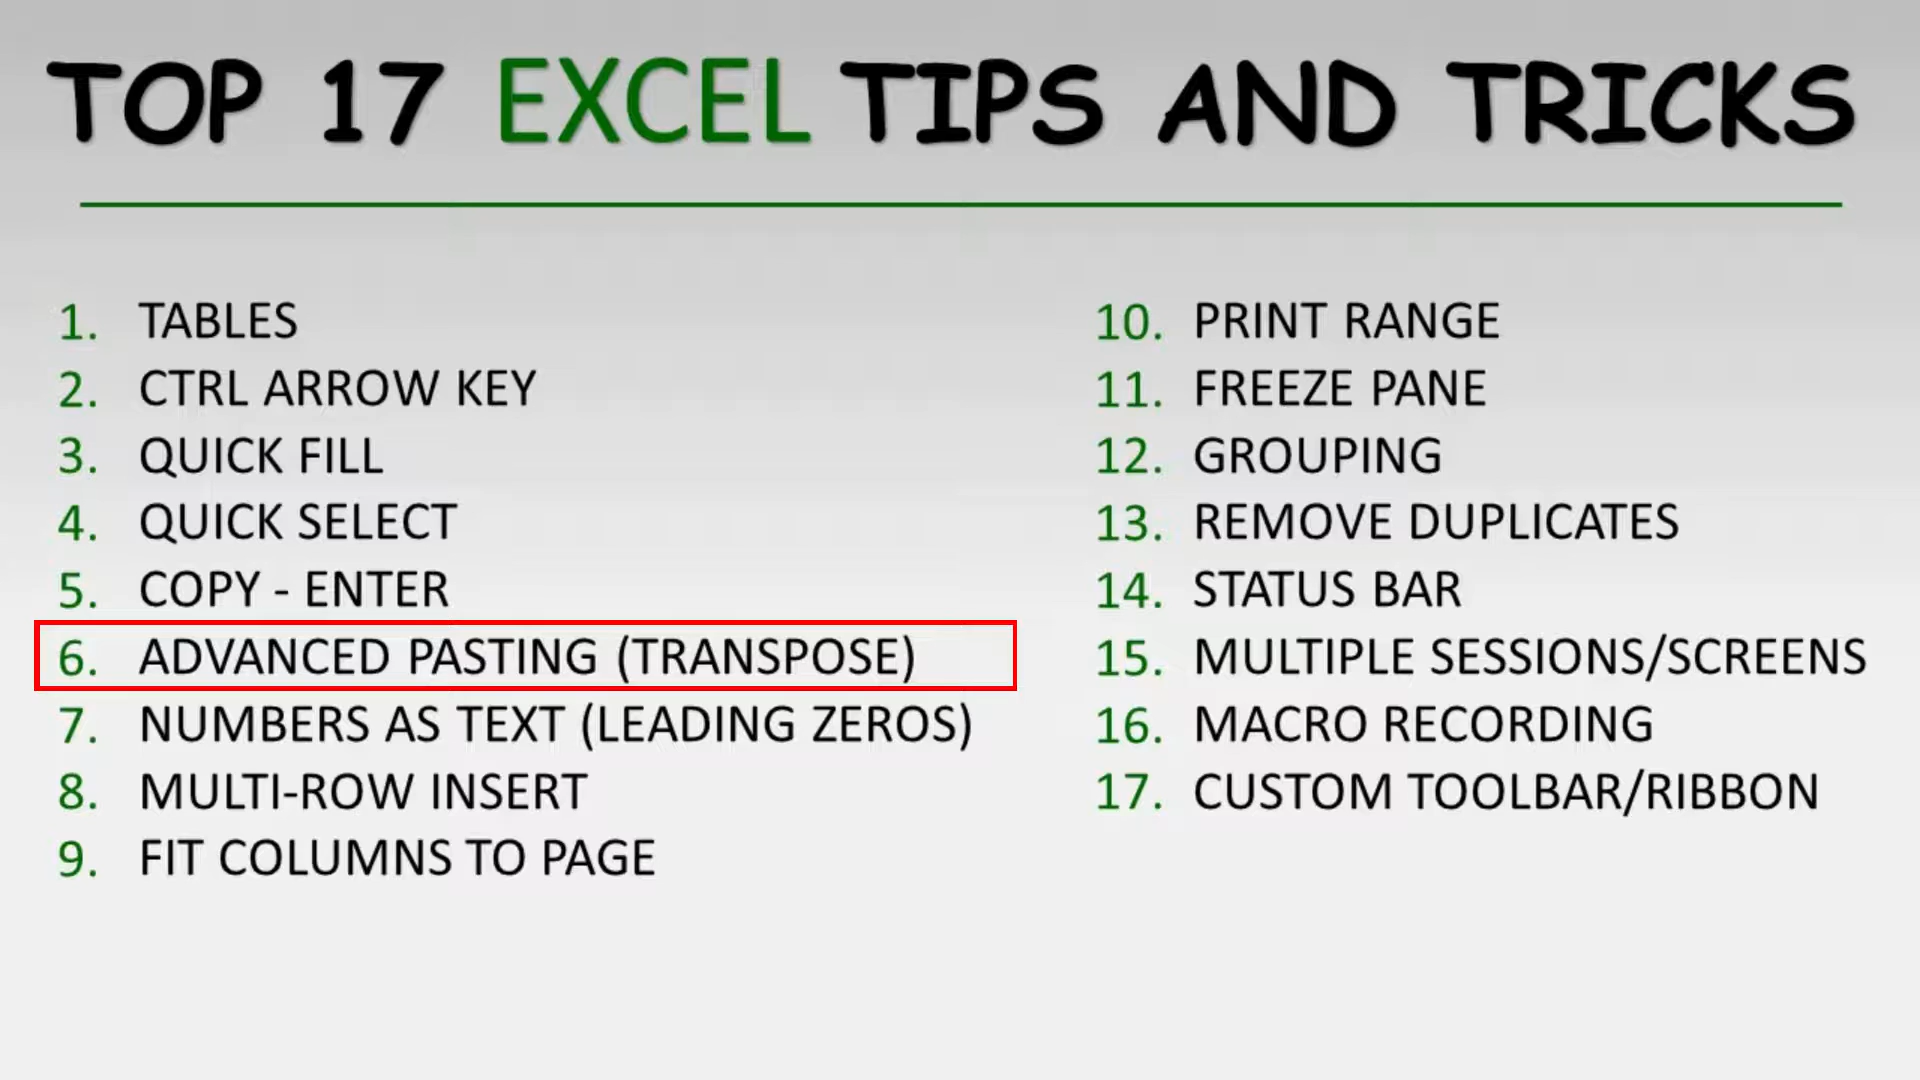 TOP 17 EXCEL TIPS AND TRICKS
1. TABLES
2. CTRL ARROW KEY
3. QUICK FILL
4. QUICK SELECT
5. COPY - ENTER
6. ADVANCED PASTING (TRANSPOSE)
7. NUMBERS AS TEXT (LEADING ZEROS)
8. MULTI-ROW INSERT
9. FIT COLUMNS TO PAGE
10. PRINT RANGE
11. FREEZE PANE
12. GROUPING
13. REMOVE DUPLICATES
14. STATUS BAR
15. MULTIPLE SESSIONS/SCREENS
16. MACRO RECORDING
17. CUSTOM TOOLBAR/RIBBON